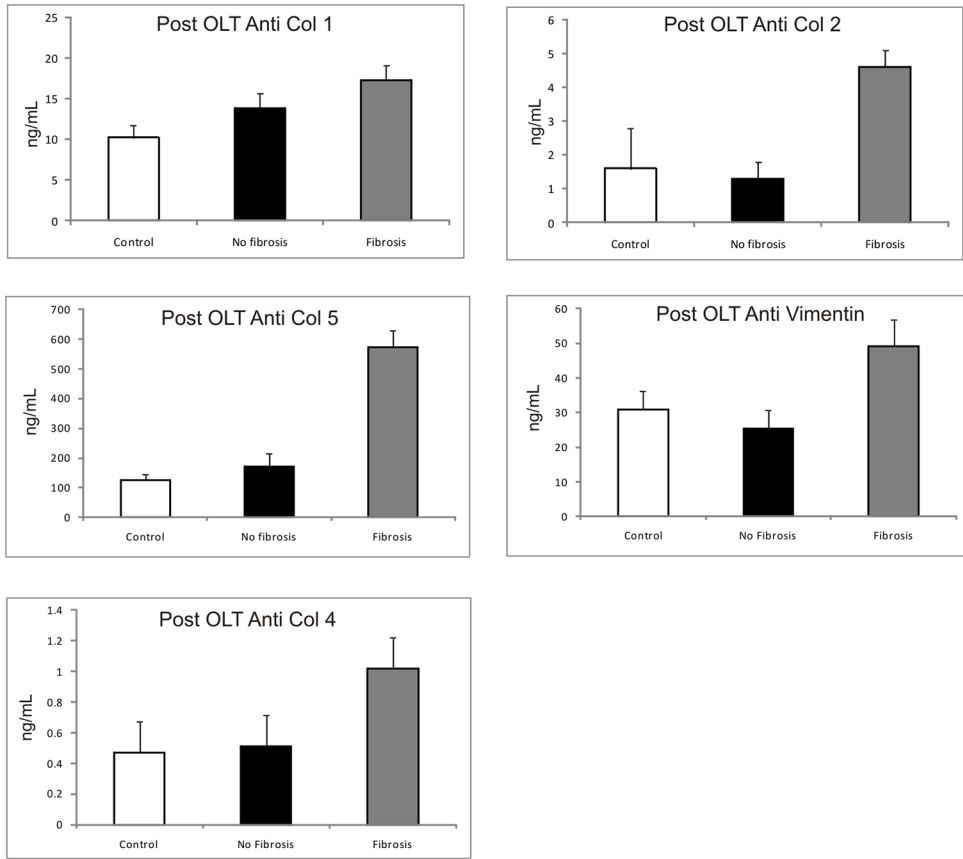 Post OLT Anti Col 1
25
20
15
10
5
0
ng/mL
Control No fibrosis Fibrosis
Post OLT Anti Col 2
6
5
4
3
2
1
0
ng/mL
Control No fibrosis Fibrosis
Post OLT Anti Col 5
700
600
500
400
300
200
100
0
ng/mL
Control No fibrosis Fibrosis
Post OLT Anti Vimentin
60
50
40
30
20
10
0
ng/mL
Control No Fibrosis Fibrosis
Post OLT Anti Col 4
1.4
1.2
1
0.8
0.6
0.4
0.2
0
ng/mL
Control No Fibrosis Fibrosis